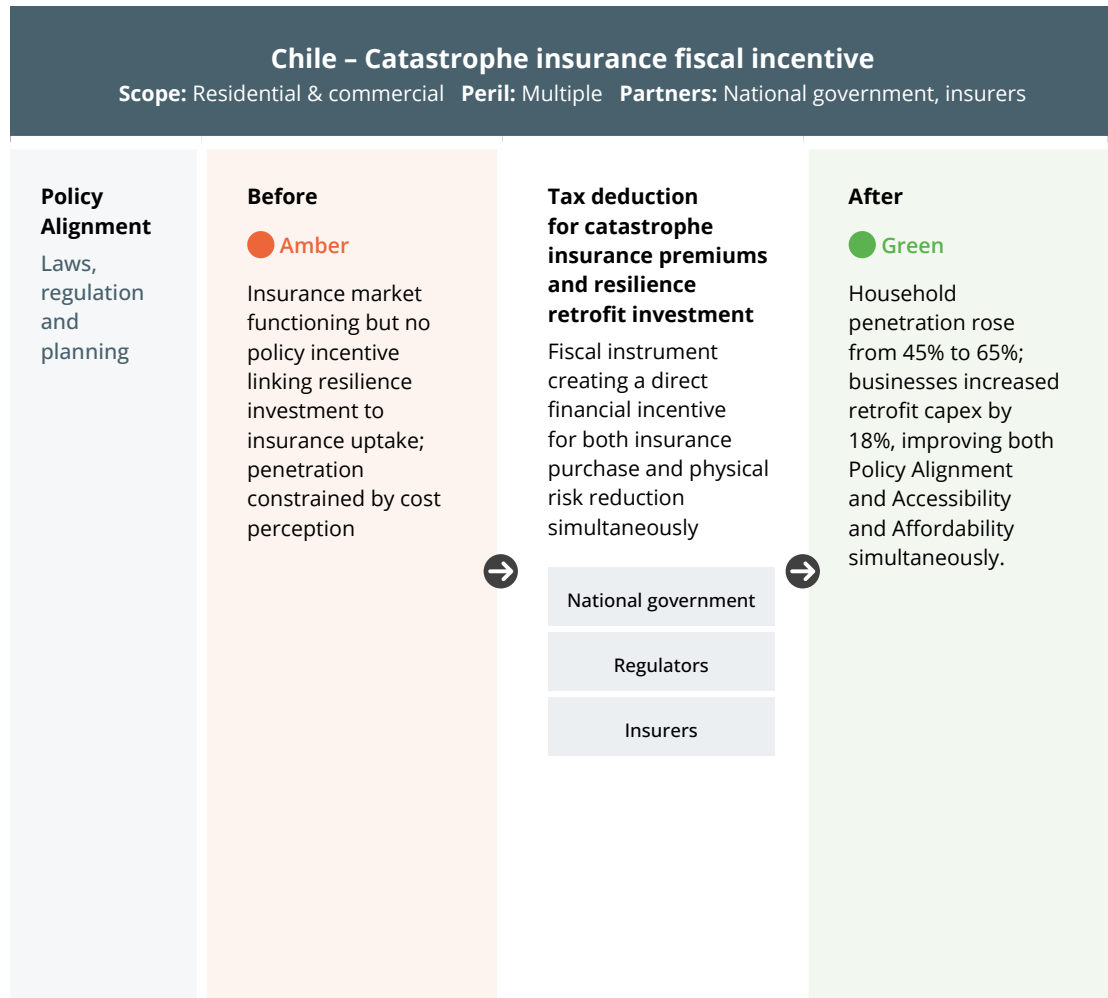 Chile – Catastrophe insurance fiscal incentive
Scope: Residential & commercial Peril: Multiple Partners: National government, insurers
Policy
Alignment
Laws,
regulation
and
planning
Before
Amber
Insurance market
functioning but no
policy incentive
linking resilience
investment to
insurance uptake;
penetration
constrained by cost
perception
Tax deduction
for catastrophe
insurance premiums
and resilience
retrofit investment
Fiscal instrument
creating a direct
financial incentive
for both insurance
purchase and physical
risk reduction
simultaneously
National government
Regulators
Insurers
After
Green
Household
penetration rose
from 45% to 65%;
businesses increased
retrofit capex by
18%, improving both
Policy Alignment
and Accessibility
and Affordability
simultaneously.